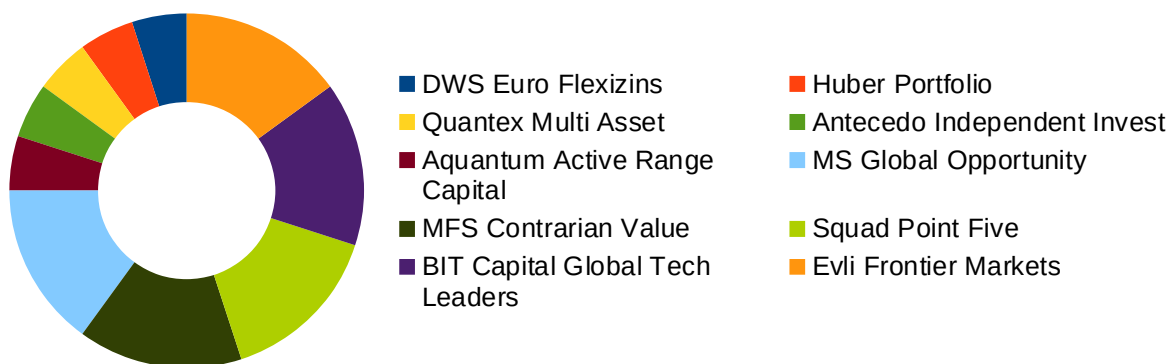 DWS Euro Flexizins
Huber Portfolio
Quantex Multi Asset
Antecedo Independent Invest
Aquantum Active Range
Capital
MS Global Opportunity
MFS Contrarian Value
Squad Point Five
BIT Capital Global Tech
Leaders
Evli Frontier Markets